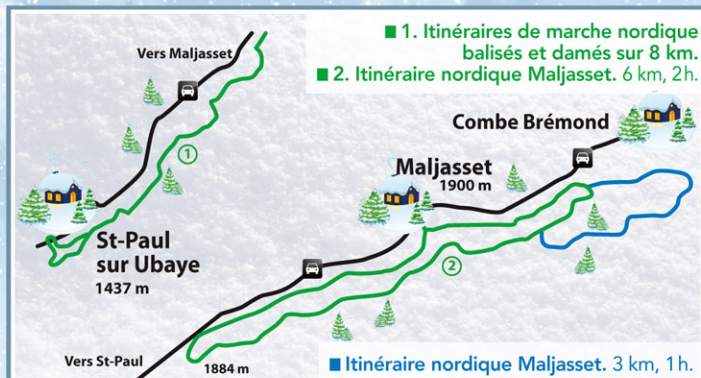 ■ 1. Itinéraires de marche nordique
balisés et damés sur 8 km.
■ 2. Itinéraire nordique Maljasset. 6 km, 2h.
Vers Maljasset
1
St-Paul
sur Ubaye
1437 m
Combe Brémond
Maljasset
1900 m
2
Vers St-Paul
1884 m
■ Itinéraire nordique Maljasset. 3 km, 1h.